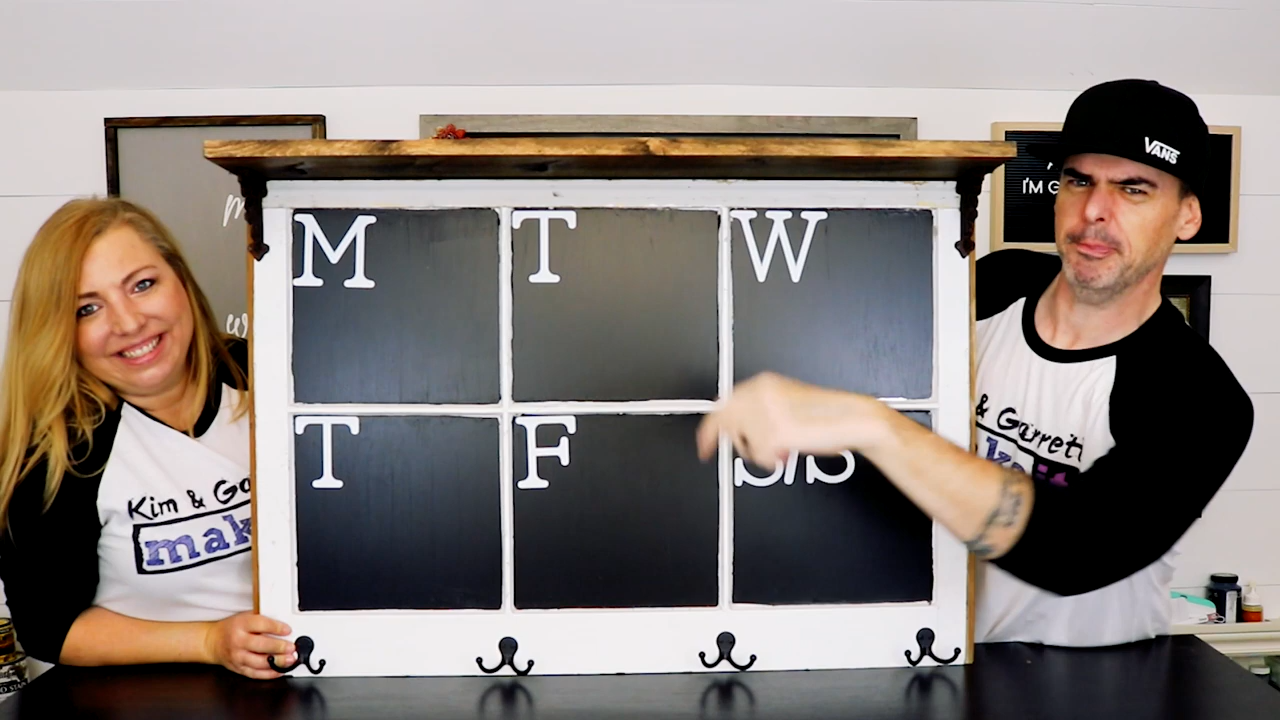 M T W
T F S/S
VANS
I'M G
Kim & Ga
mak
& Garrett